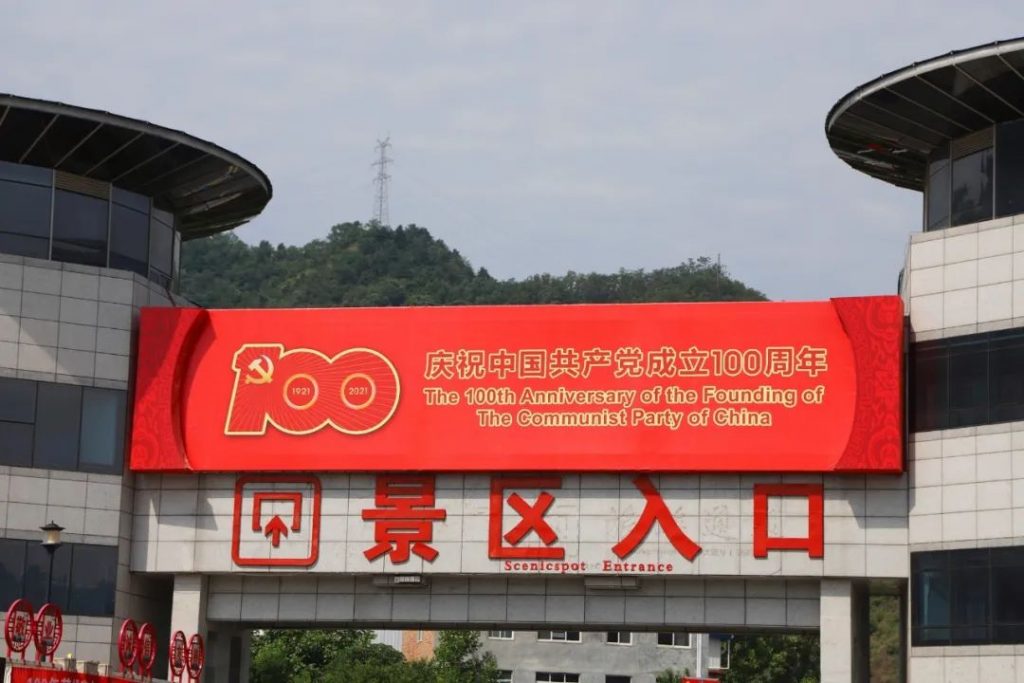 100
1921
2021
庆祝中国共产党成立100周年
The 100th Anniversary of the Founding of
The Communist Party of China
景区入口
Scenicspot Entrance